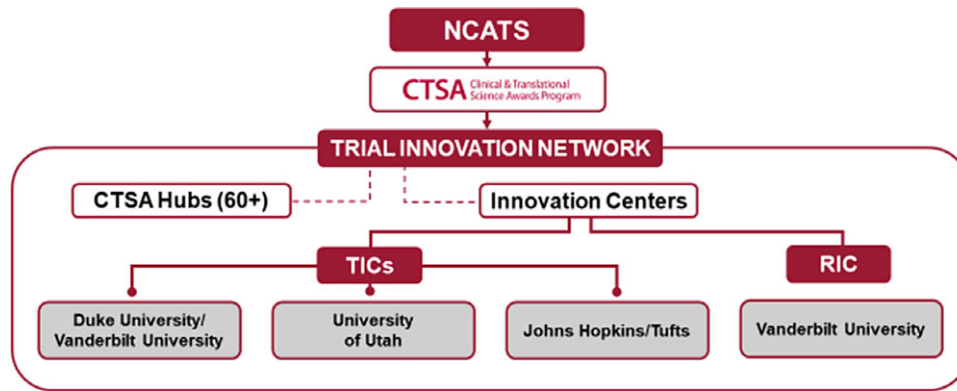 NCATS
CTSA Clinical & Translational
Science Awards Program
TRIAL INNOVATION NETWORK
CTSA Hubs (60+)
Innovation Centers
TICs
RIC
Duke University/
Vanderbilt University
University
of Utah
Johns Hopkins/Tufts
Vanderbilt University